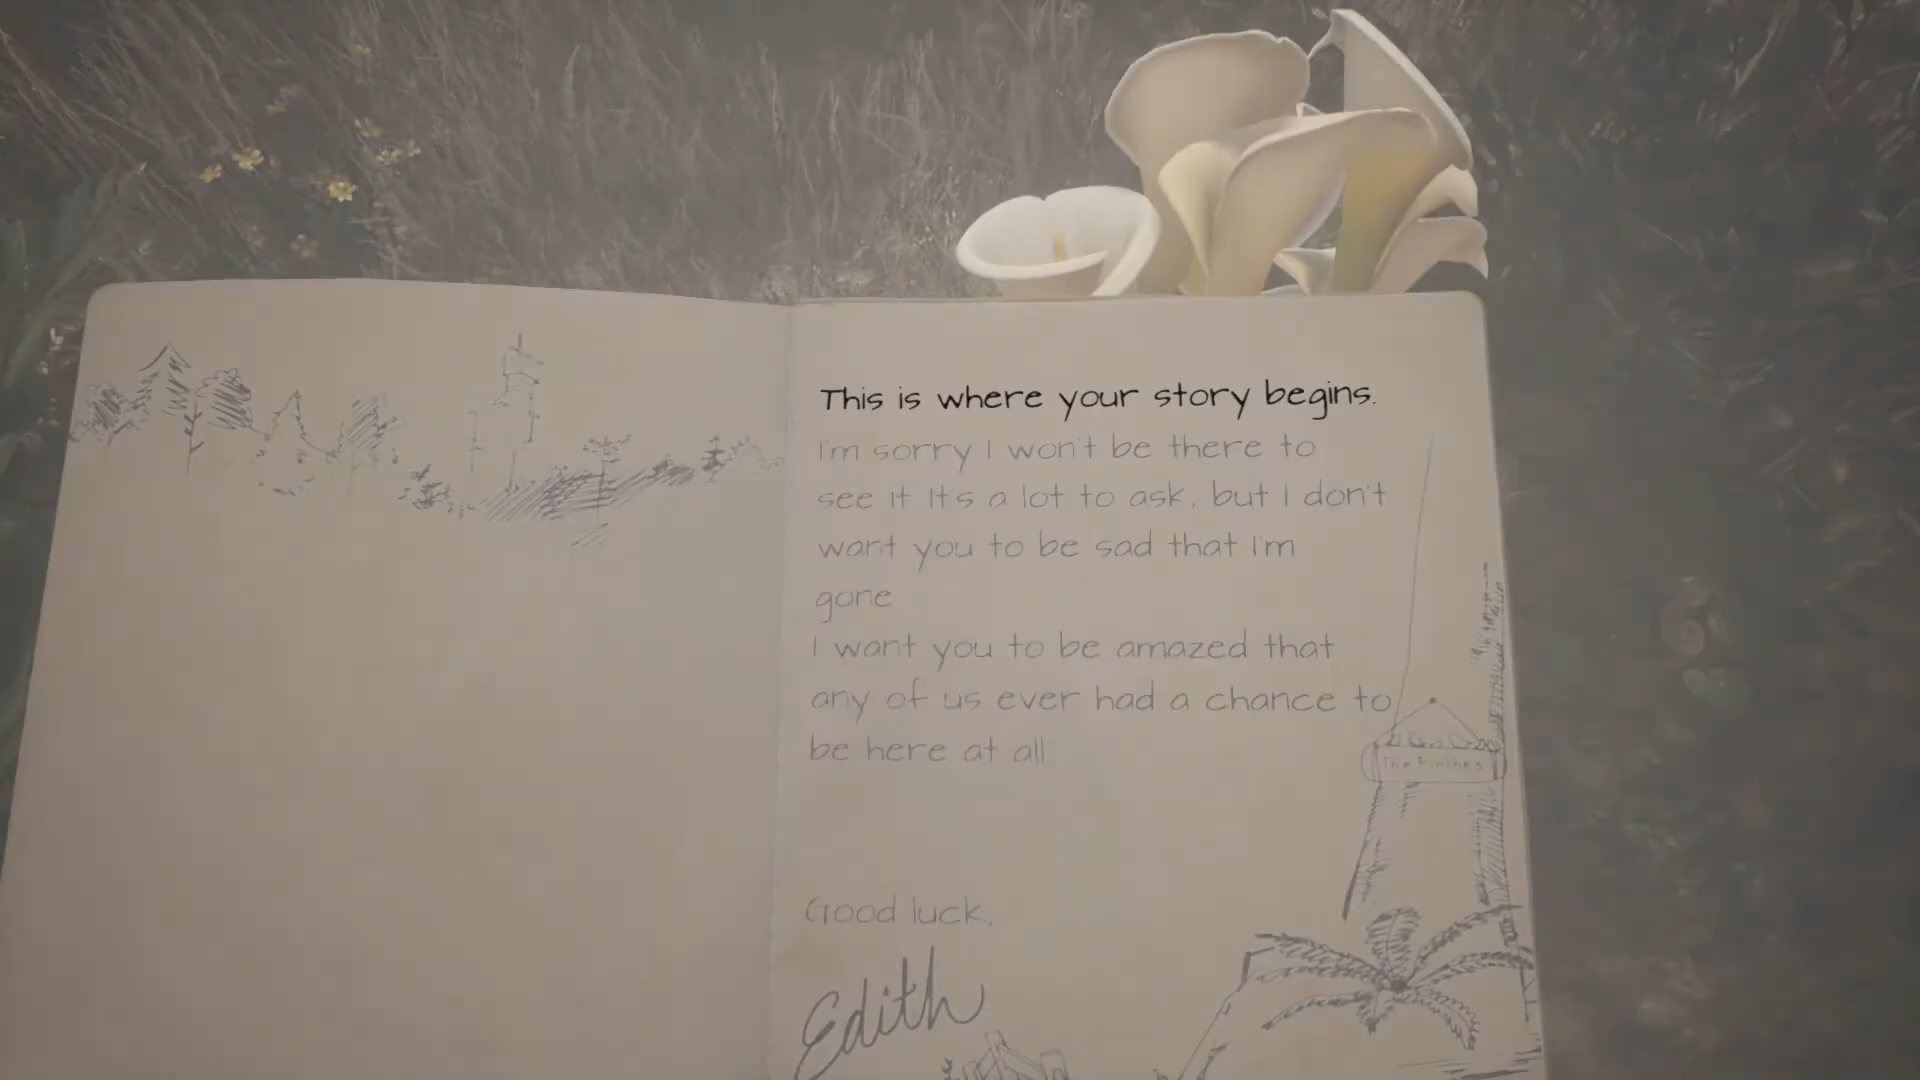 This is where your story begins.
I'm sorry I won't be there to
see it It's a lot to ask, but I don't
want you to be sad that I'm
gone
I want you to be amazed that
any of us ever had a chance to
be here at all
The Finches
Good luck,
Edith